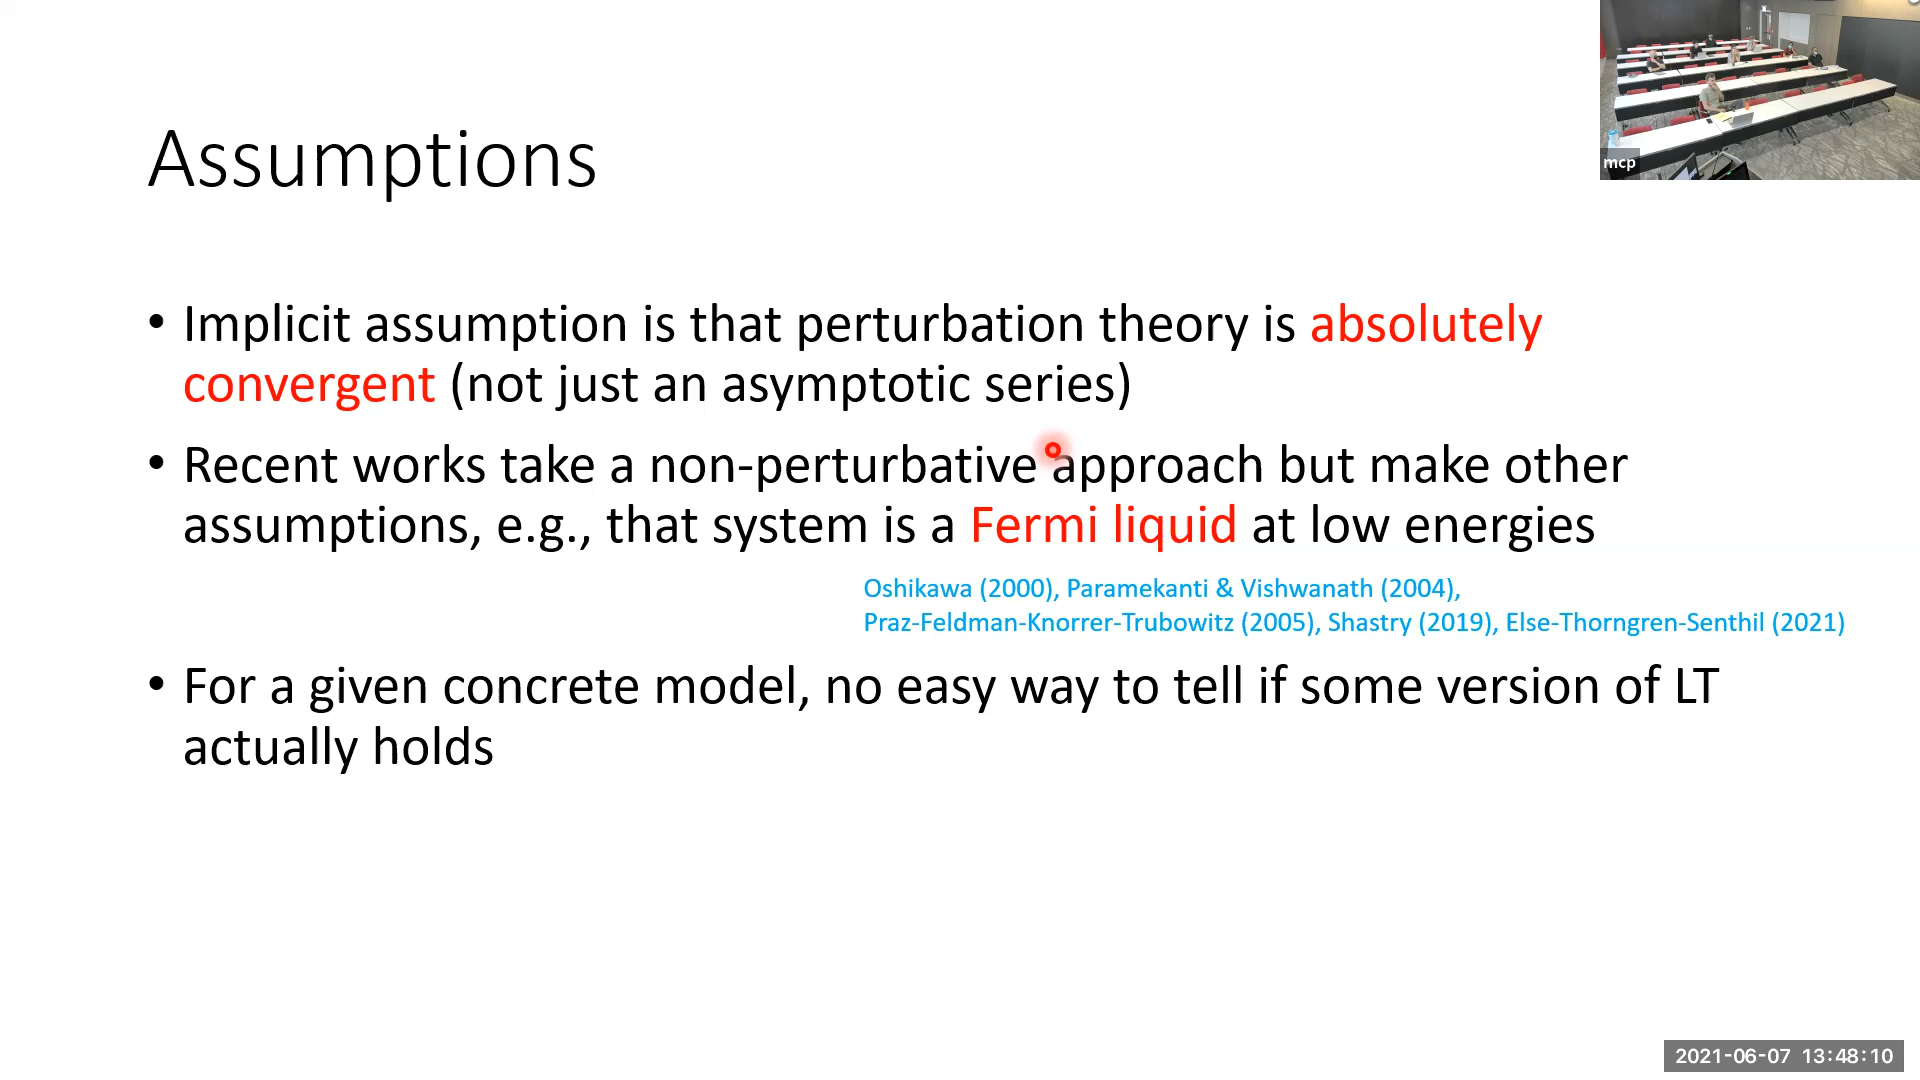 mcp
Assumptions
• Implicit assumption is that perturbation theory is absolutely
convergent (not just an asymptotic series)
• Recent works take a non-perturbative approach but make other
assumptions, e.g., that system is a Fermi liquid at low energies
Oshikawa (2000), Paramekanti & Vishwanath (2004),
Praz-Feldman-Knorrer-Trubowitz (2005), Shastry (2019), Else-Thorngren-Senthil (2021)
• For a given concrete model, no easy way to tell if some version of LT
actually holds
2021-06-07 13:48:10